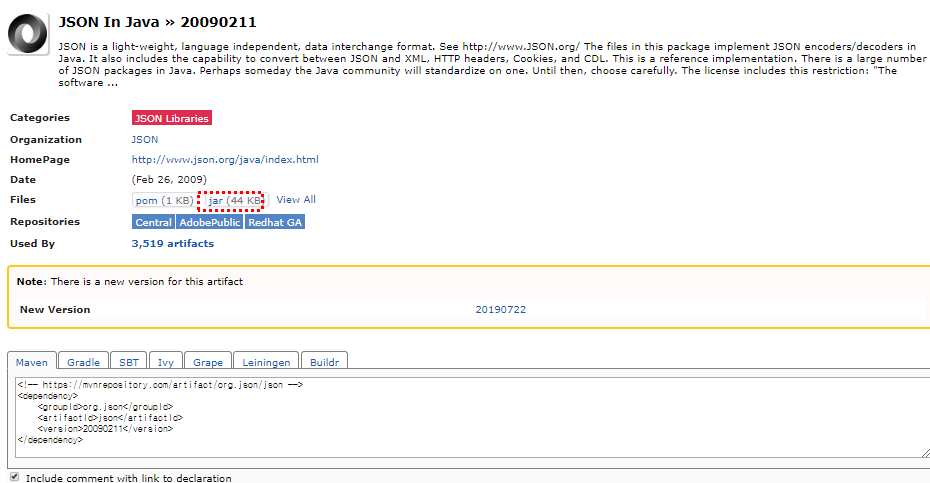 JSON In Java » 20090211
JSON is a light-weight, language independent, data interchange format. See http://www.JSON.org/ The files in this package implement JSON encoders/decoders in
Java. It also includes the capability to convert between JSON and XML, HTTP headers, Cookies, and CDL. This is a reference implementation. There is a large number
of JSON packages in Java. Perhaps someday the Java community will standardize on one. Until then, choose carefully. The license includes this restriction: "The
software ...
Categories JSON Libraries
Organization JSON
HomePage http://www.json.org/java/index.html
Date (Feb 26, 2009)
Files pom (1 KB) jar (44 KB) View All
Repositories Central AdobePublic Redhat GA
Used By 3,519 artifacts
Note: There is a new version for this artifact
New Version 20190722
Maven Gradle SBT Ivy Grape Leiningen Buildr
<!-- https://mvnrepository.com/artifact/org.json/json -->
<dependency>
    <groupId>org.json</groupId>
    <artifactId>json</artifactId>
    <version>20090211</version>
</dependency>
Include comment with link to declaration